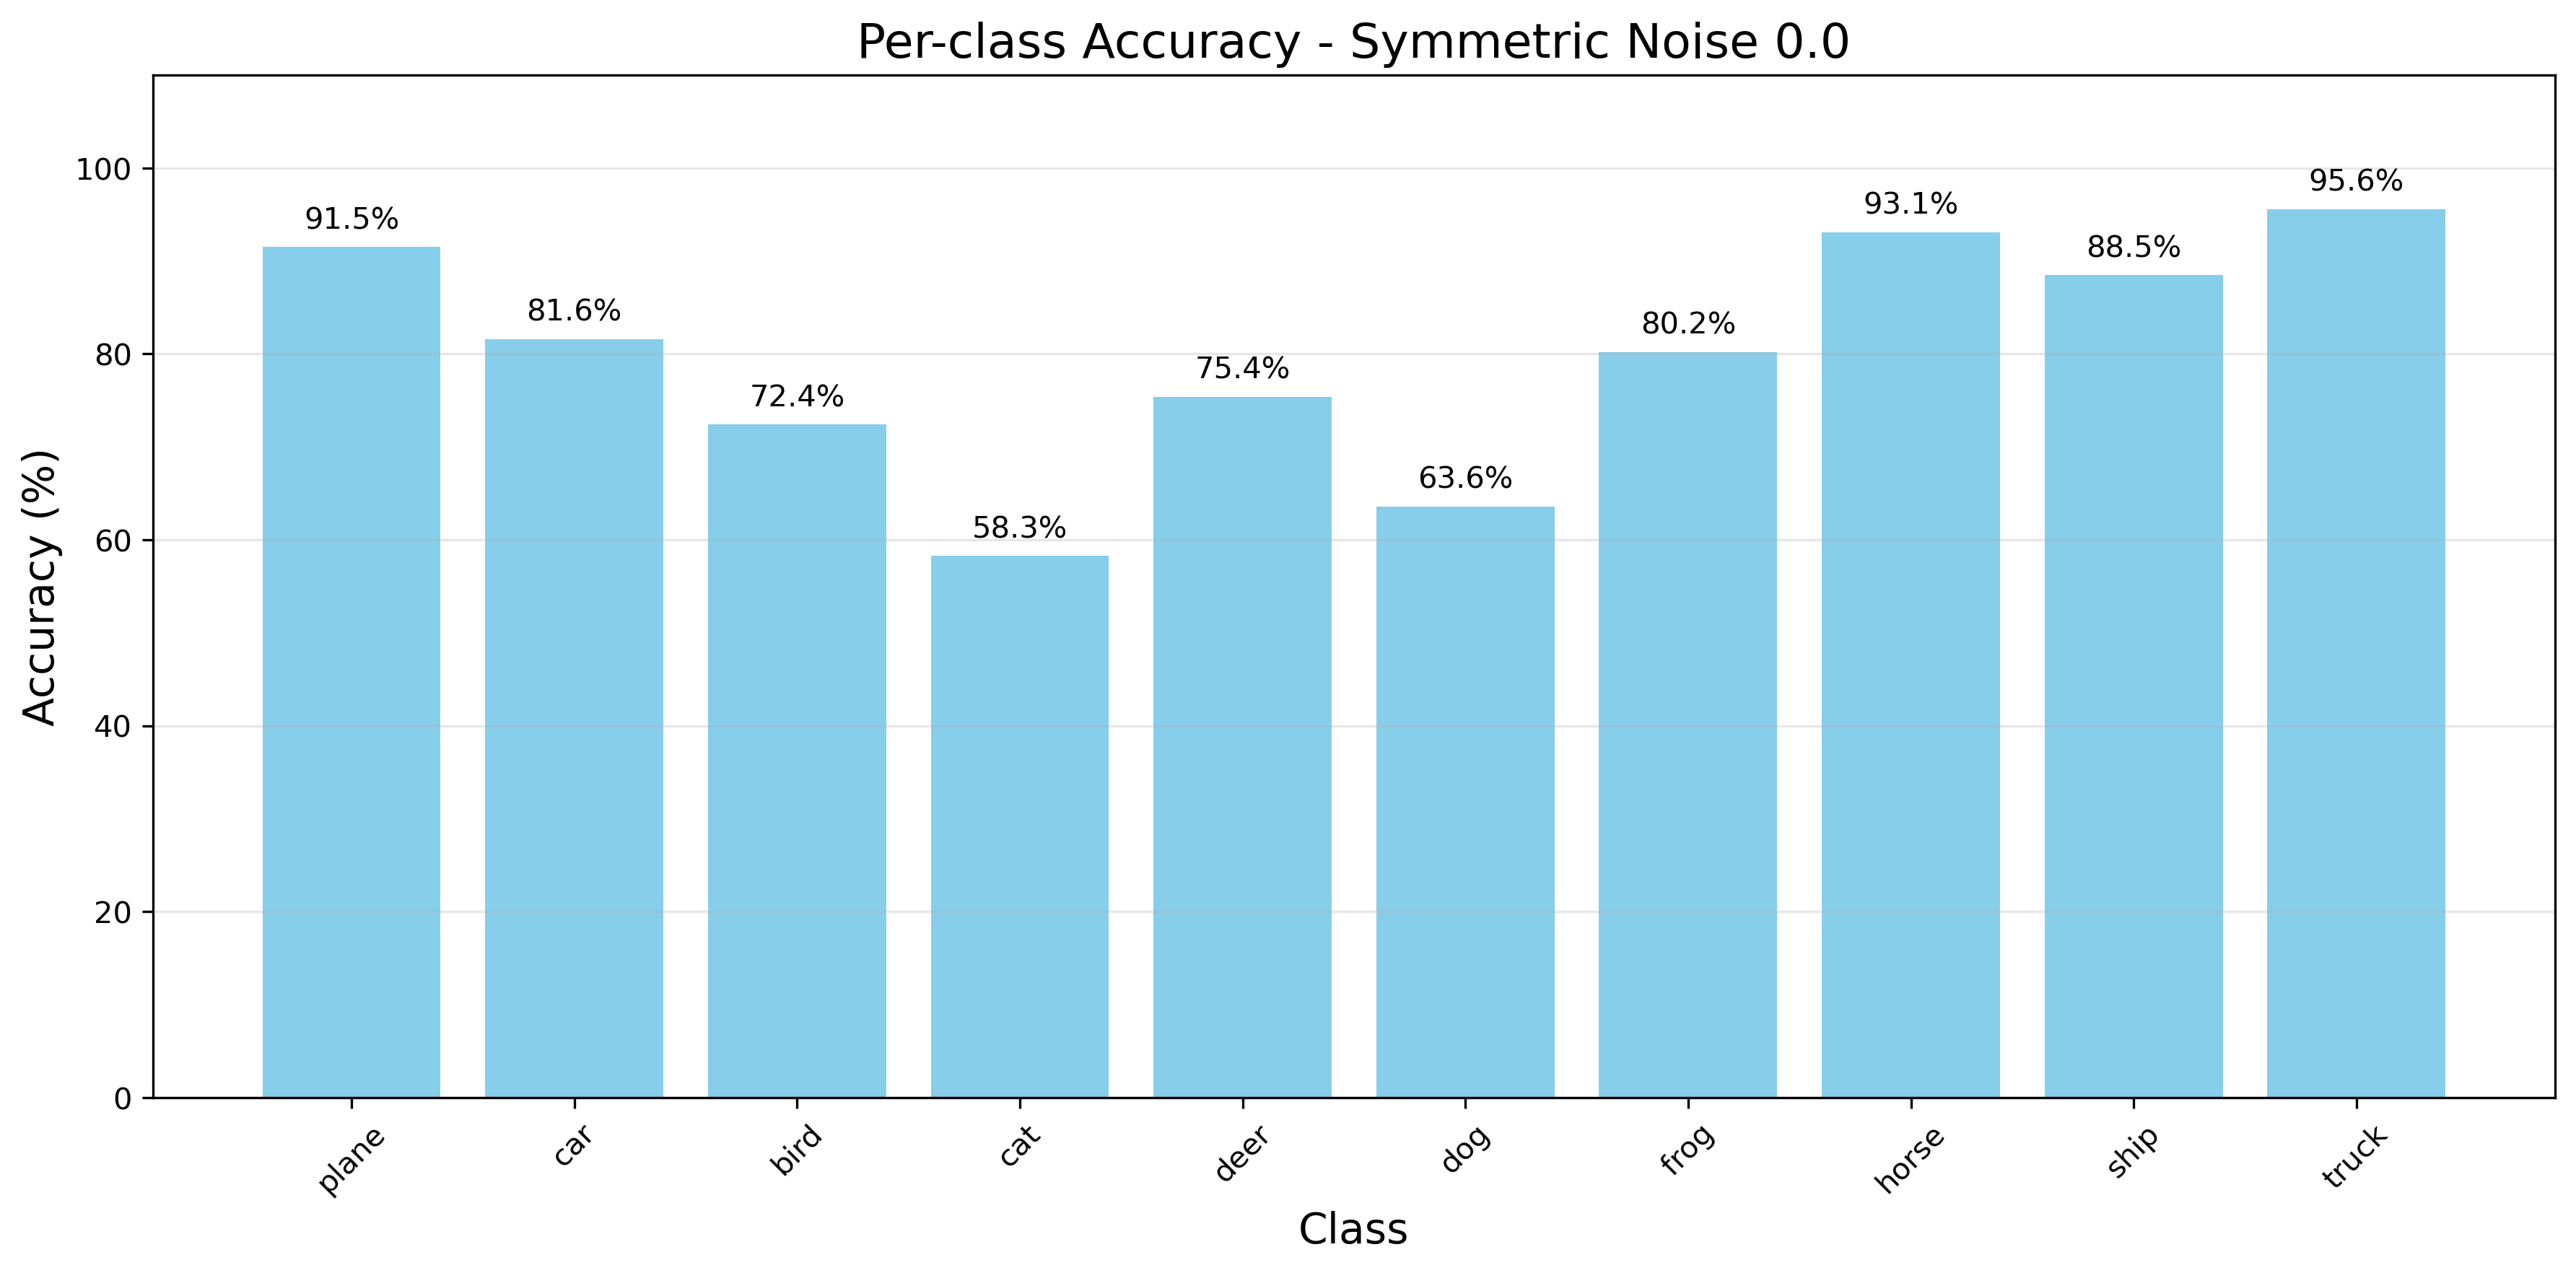 Per-class Accuracy - Symmetric Noise 0.0
Accuracy (%)
100
80
60
40
20
0
91.5%
81.6%
72.4%
58.3%
75.4%
63.6%
80.2%
93.1%
88.5%
95.6%
plane
car
bird
cat
deer
dog
frog
horse
ship
truck
Class